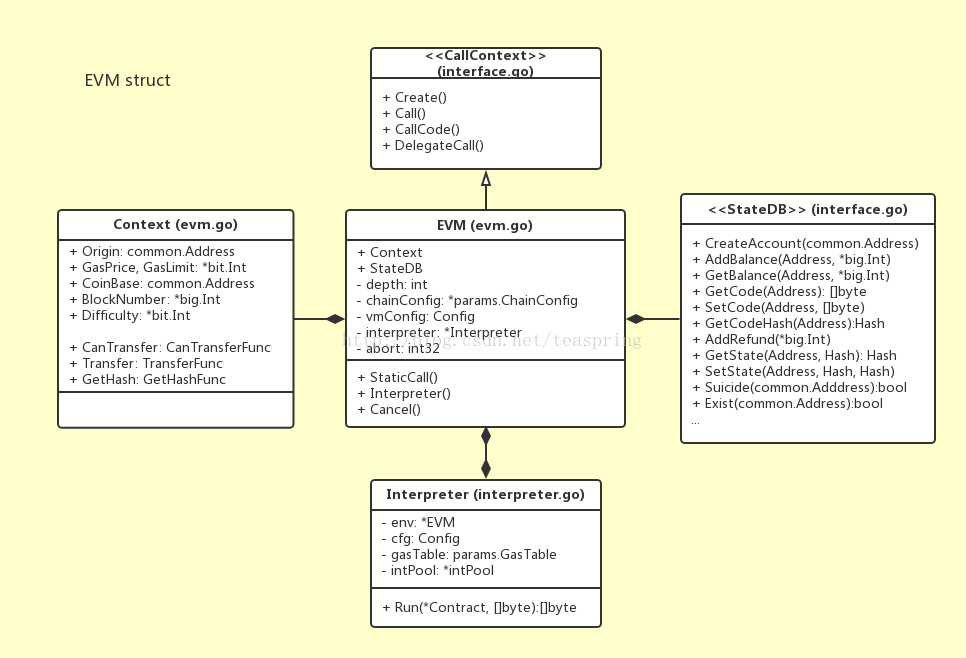 EVM struct
<<CallContext>>
(interface.go)
+ Create()
+ Call()
+ CallCode()
+ DelegateCall()
Context (evm.go)
+ Origin: common.Address
+ GasPrice, GasLimit: *bit.Int
+ CoinBase: common.Address
+ BlockNumber: *big.Int
+ Difficulty: *bit.Int
+ CanTransfer: CanTransferFunc
+ Transfer: TransferFunc
+ GetHash: GetHashFunc
EVM (evm.go)
+ Context
+ StateDB
- depth: int
- chainConfig: *params.ChainConfig
- vmConfig: Config
- interpreter: *Interpreter
- abort: int32
+ StaticCall()
+ Interpreter()
+ Cancel()
<<StateDB>> (interface.go)
+ CreateAccount(common.Address)
+ AddBalance(Address, *big.Int)
+ GetBalance(Address, *big.Int)
+ GetCode(Address): []byte
+ SetCode(Address, []byte)
+ GetCodeHash(Address):Hash
+ AddRefund(*big.Int)
+ GetState(Address, Hash): Hash
+ SetState(Address, Hash, Hash)
+ Suicide(common.Adddress):bool
+ Exist(common.Address):bool
...
Interpreter (interpreter.go)
- env: *EVM
- cfg: Config
- gasTable: params.GasTable
- intPool: *intPool
+ Run(*Contract, []byte):[]byte
http://blog.csdn.net/teaspring